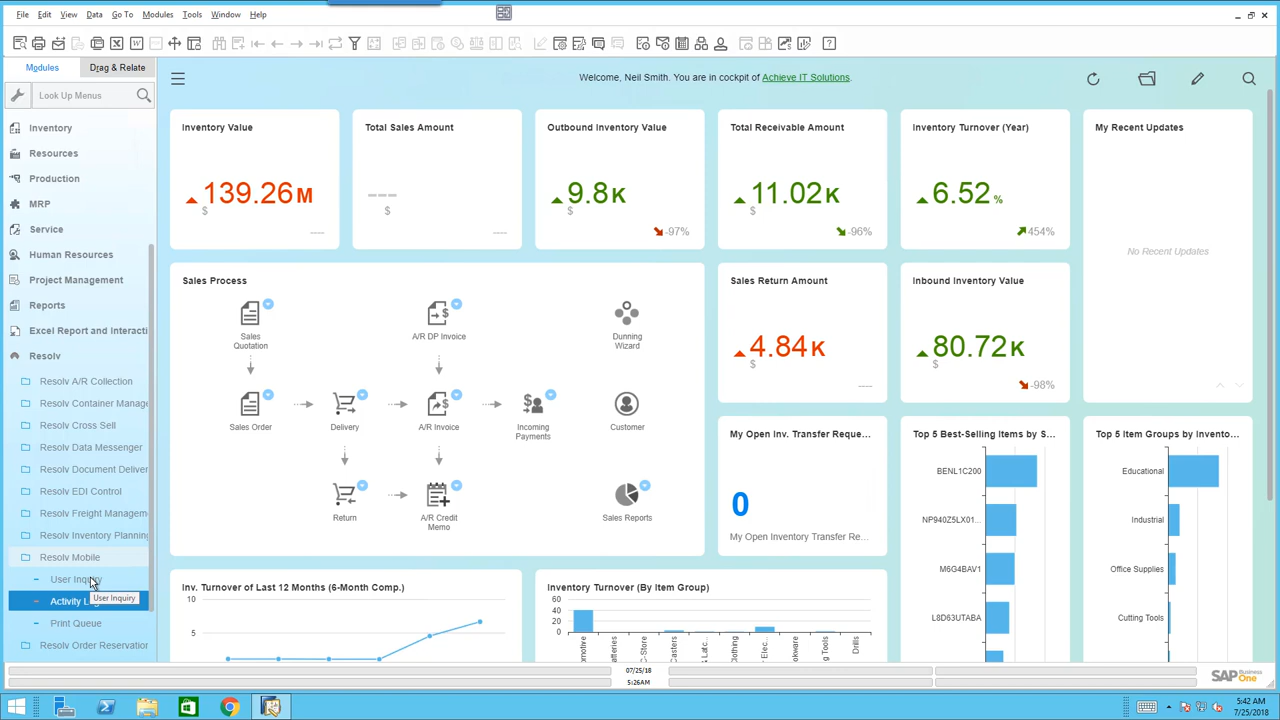 File Edit View Data Go To Modules Tools Window Help
Modules Drag & Relate
Look Up Menus
Inventory
Resources
Production
MRP
Service
Human Resources
Project Management
Reports
Excel Report and Interacti
Resolv
Resolv A/R Collection
Resolv Container Manage
Resolv Cross Sell
Resolv Data Messenger
Resolv Document Deliver
Resolv EDI Control
Resolv Freight Managem
Resolv Inventory Planning
Resolv Mobile
User Inquiry
User Inquiry
Activity L
Print Queue
Resolv Order Reservation
Welcome, Neil Smith. You are in cockpit of Achieve IT Solutions.
Inventory Value
139.26 M
$
----
Total Sales Amount
---
$
----
Outbound Inventory Value
9.8 K
$
-97%
Total Receivable Amount
11.02 K
$
-96%
Inventory Turnover (Year)
6.52 %
454%
My Recent Updates
No Recent Updates
Sales Process
Sales
Quotation
A/R DP Invoice
Dunning
Wizard
Sales Order
Delivery
A/R Invoice
Incoming
Payments
Customer
Return
A/R Credit
Memo
Sales Reports
Sales Return Amount
4.84 K
$
----
Inbound Inventory Value
80.72 K
$
-98%
My Open Inv. Transfer Reque...
0
My Open Inventory Transfer Re...
Top 5 Best-Selling Items by S...
BENL1C200
NP940Z5LX01...
M6G4BAV1
L8D63UTABA
Top 5 Item Groups by Invento...
Educational
Industrial
Office Supplies
Cutting Tools
Inv. Turnover of Last 12 Months (6-Month Comp.)
10
5
Inventory Turnover (By Item Group)
60
40
20
0
Drills
07/25/18
5:26AM
SAP Business
One
5:42 AM
7/25/2018